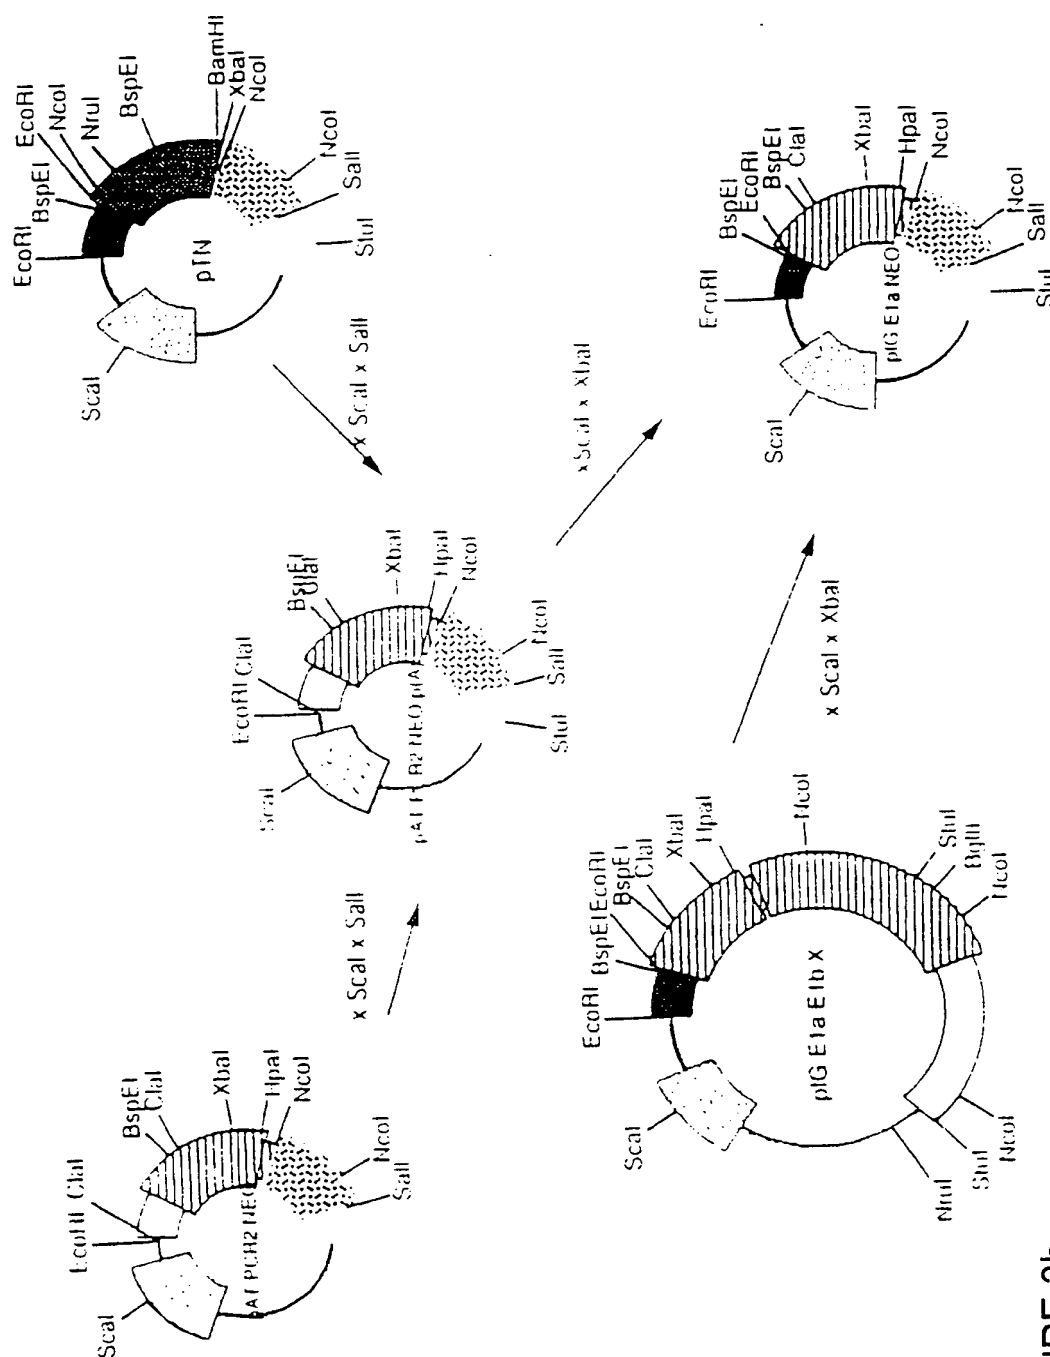 EcoRI
BspEI
EcoRI
NcoI
NruI
BspEI
BamHI
XbaI
NcoI
NcoI
SalI
StuI
ScaI
pTN
x ScaI x SalI
EcoRI
ClaI
BspEI
ClaI
XbaI
HpaI
NcoI
NcoI
SalI
StuI
ScaI
x ScaI x XbaI
BspEI
EcoRI
BspEI
ClaI
EcoRI
XbaI
HpaI
NcoI
NcoI
SalI
StuI
ScaI
pIG E1a NEO
x ScaI x SalI
x ScaI x XbaI
EcoRI ClaI
BspEI
ClaI
XbaI
HpaI
NcoI
NcoI
SalI
ScaI
PCR2 NEO
EcoRI
BspEI
EcoRI
BspEI
ClaI
XbaI
HpaI
NcoI
StuI
BglII
NcoI
NcoI
StuI
NruI
ScaI
pIG E1a E1b X